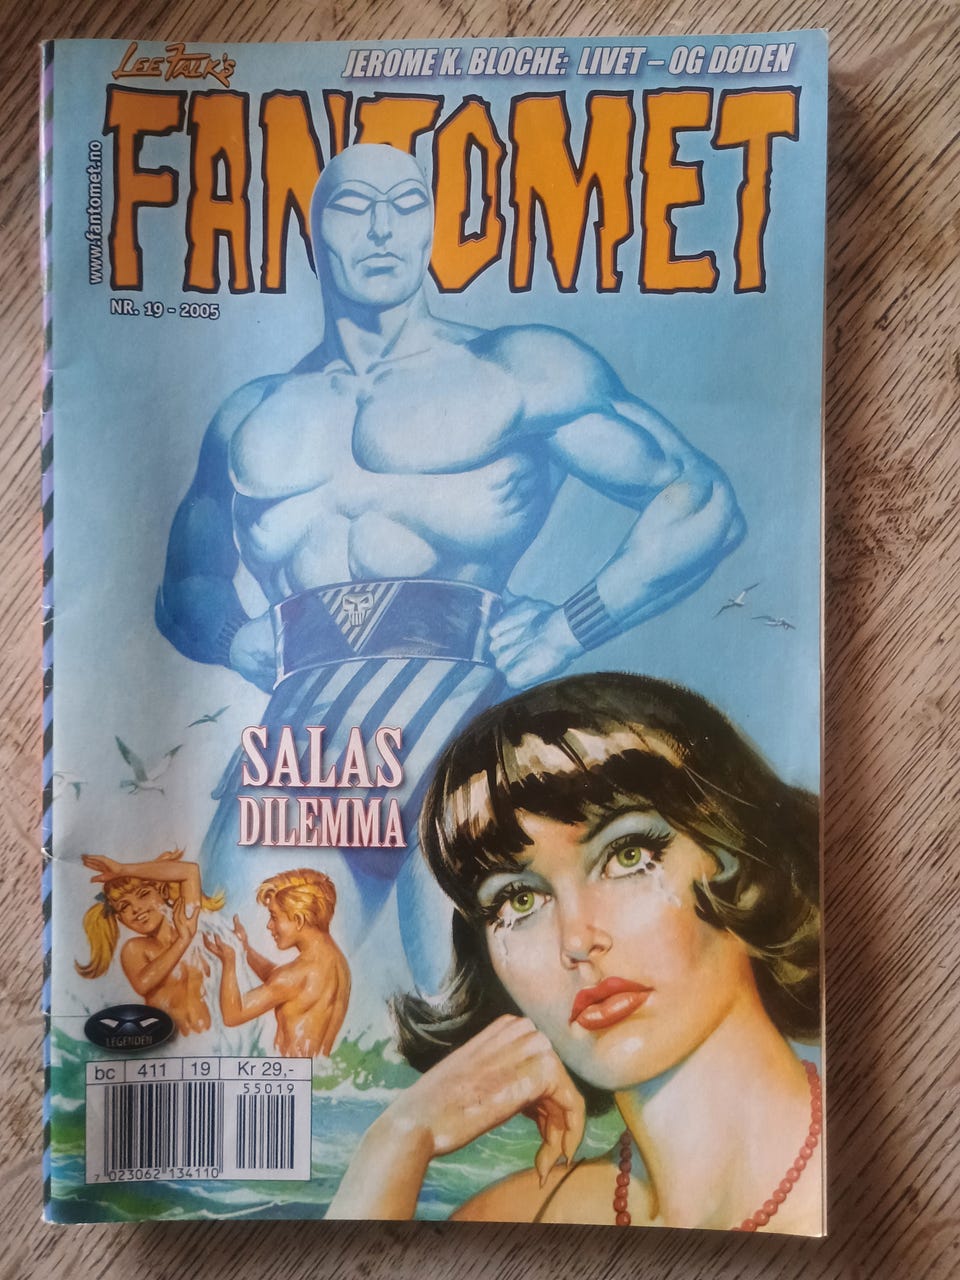 LEE FALK'S
JEROME K. BLOCHE: LIVET – OG DØDEN
FANTOMET
www.fantomet.no
NR. 19 - 2005
SALAS
DILEMMA
LEGENDEN
bc 411 19 Kr 29,-
55019
7 023062 134110